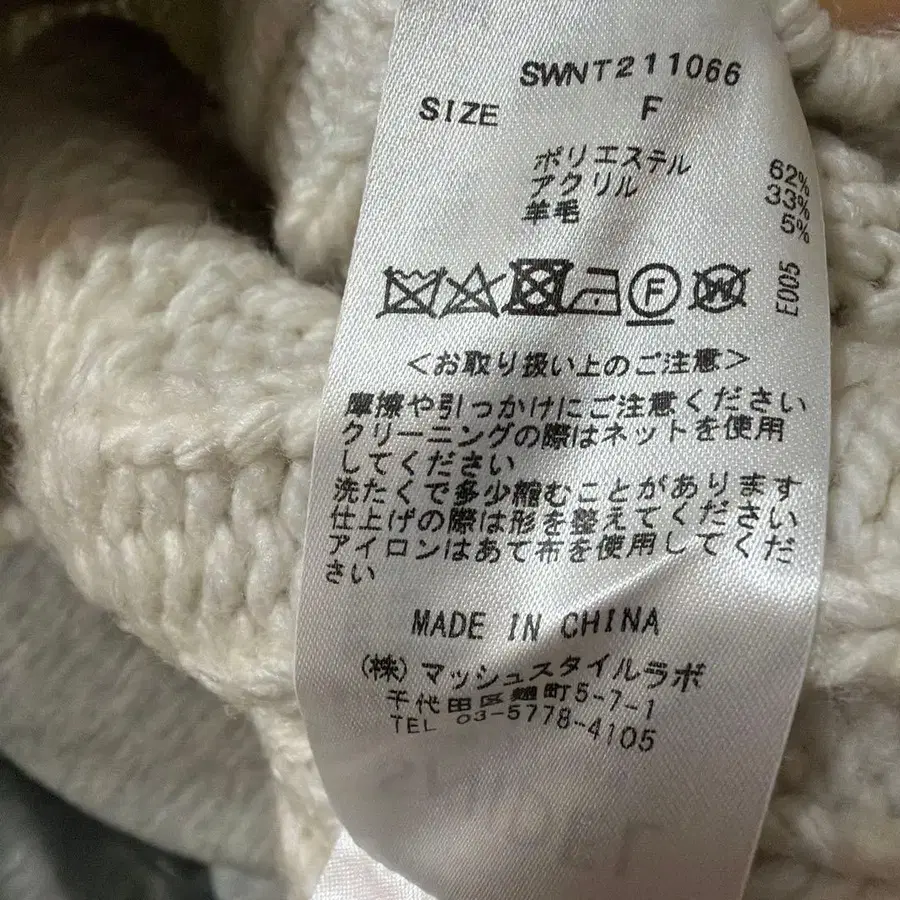 SWNT211066
SIZE F
ポリエステル 62%
アクリル 33%
羊毛 5%
F W E005
<お取り扱い上のご注意>
摩擦や引っかけにご注意ください
クリーニングの際はネットを使用
してください
洗たくで多少縮むことがあります
仕上げの際は形を整えてください
アイロンはあて布を使用してくだ
さい
MADE IN CHINA
(株)マッシュスタイルラボ
千代田区麹町5-7-1
TEL 03-5778-4105